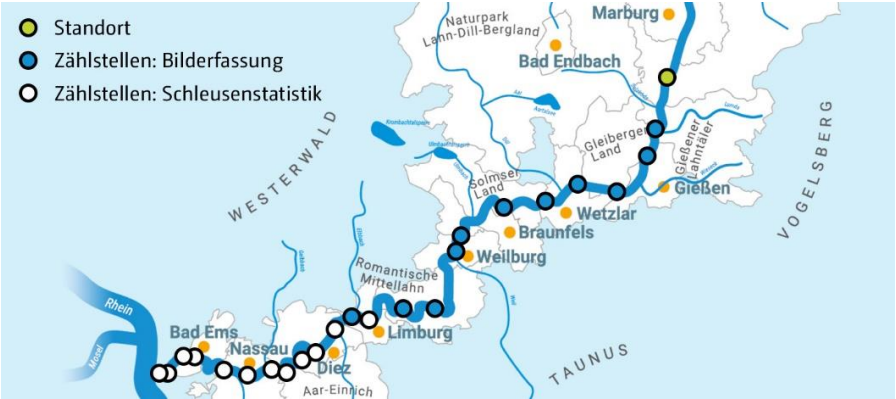 Standort
Zählstellen: Bilderfassung
Zählstellen: Schleusenstatistik
Naturpark
Lahn-Dill-Bergland
Marburg
Bad Endbach
WESTERWALD
VOGELSBERG
Gleiberger
Land
Gießener
Lahntäler
Gießen
Solmser
Land
Wetzlar
Braunfels
Weilburg
Romantische
Mittellahn
Limburg
Rhein
Mosel
Bad Ems
Nassau
Diez
Aar-Einrich
TAUNUS